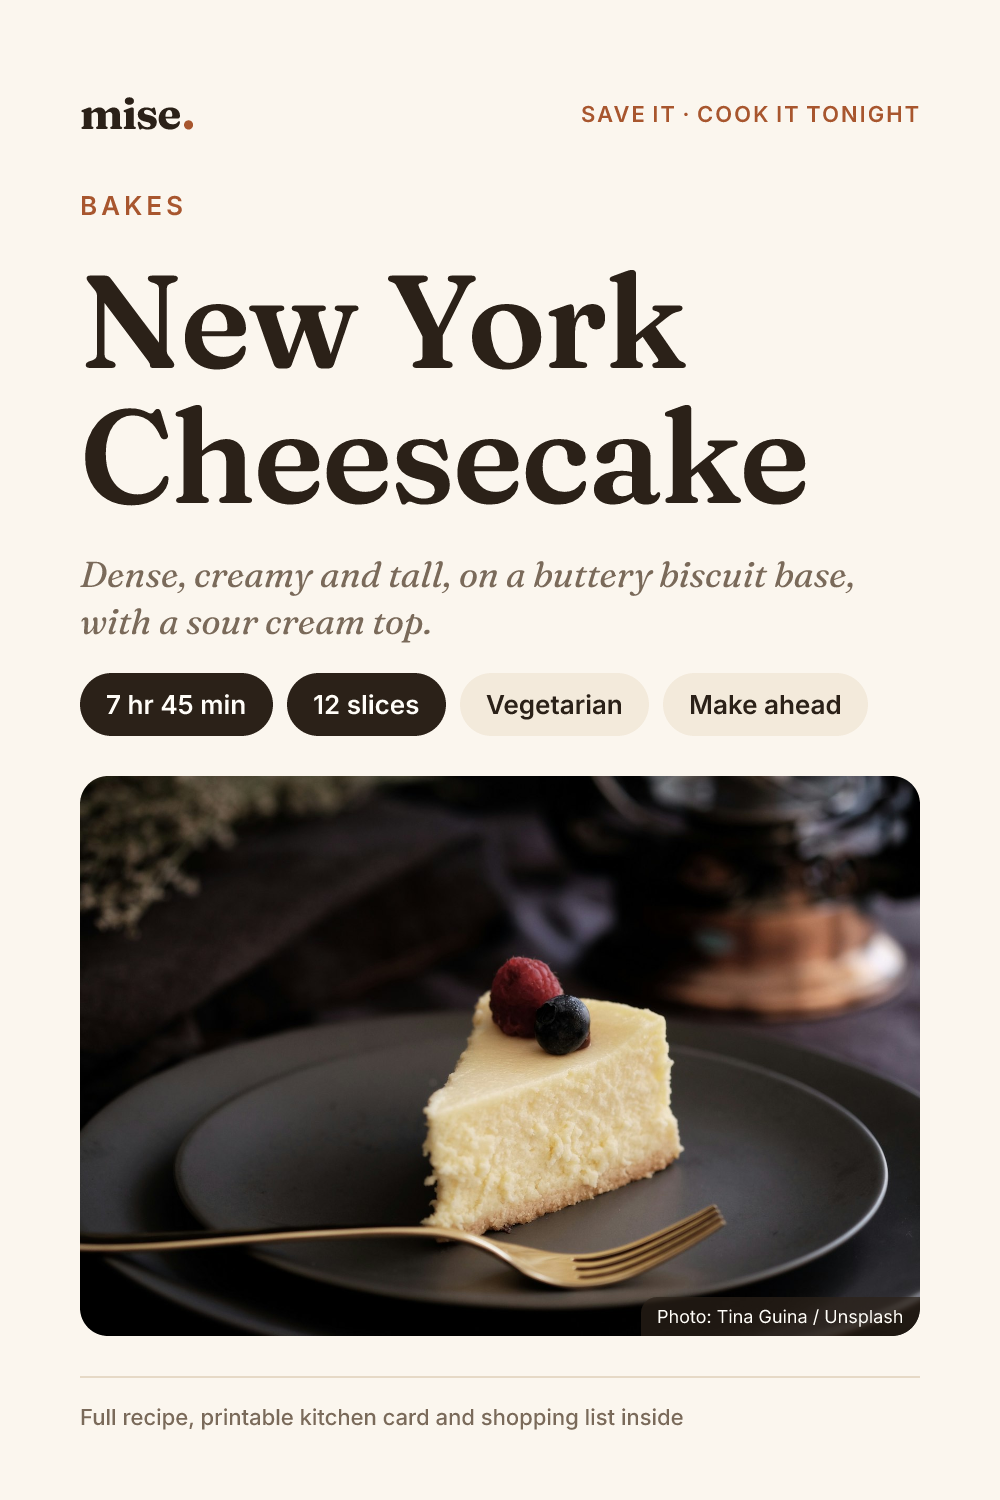 mise.
SAVE IT · COOK IT TONIGHT
BAKES
New York
Cheesecake
Dense, creamy and tall, on a buttery biscuit base,
with a sour cream top.
7 hr 45 min
12 slices
Vegetarian
Make ahead
Photo: Tina Guina / Unsplash
Full recipe, printable kitchen card and shopping list inside